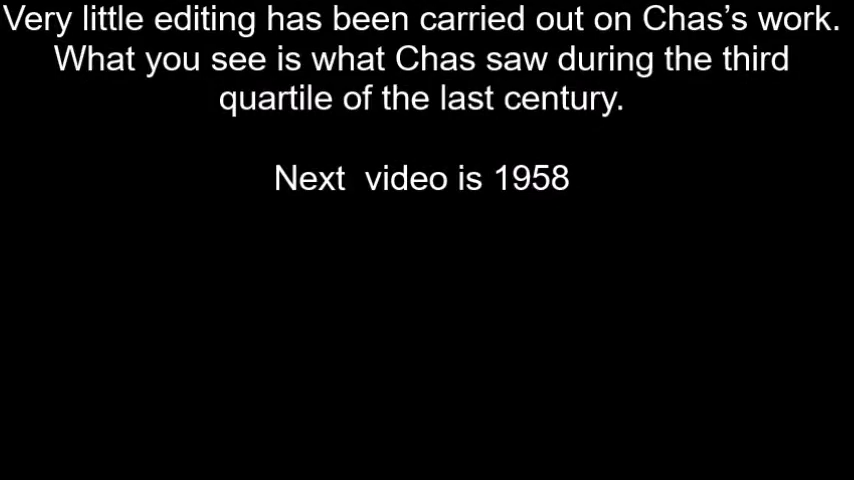 Very little editing has been carried out on Chas’s work.
What you see is what Chas saw during the third
quartile of the last century.
Next  video is 1958